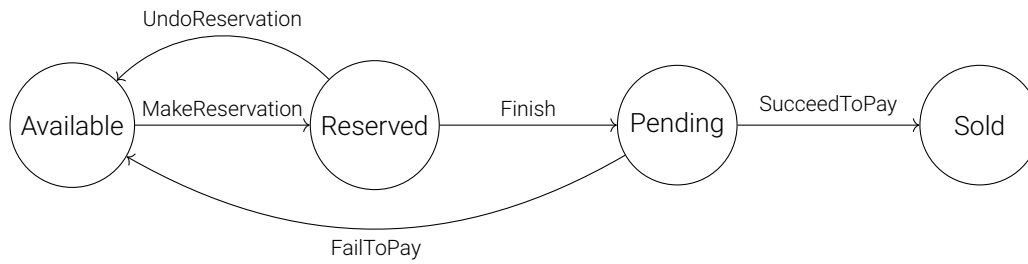 UndoReservation
Available
MakeReservation
Reserved
Finish
Pending
SucceedToPay
Sold
FailToPay